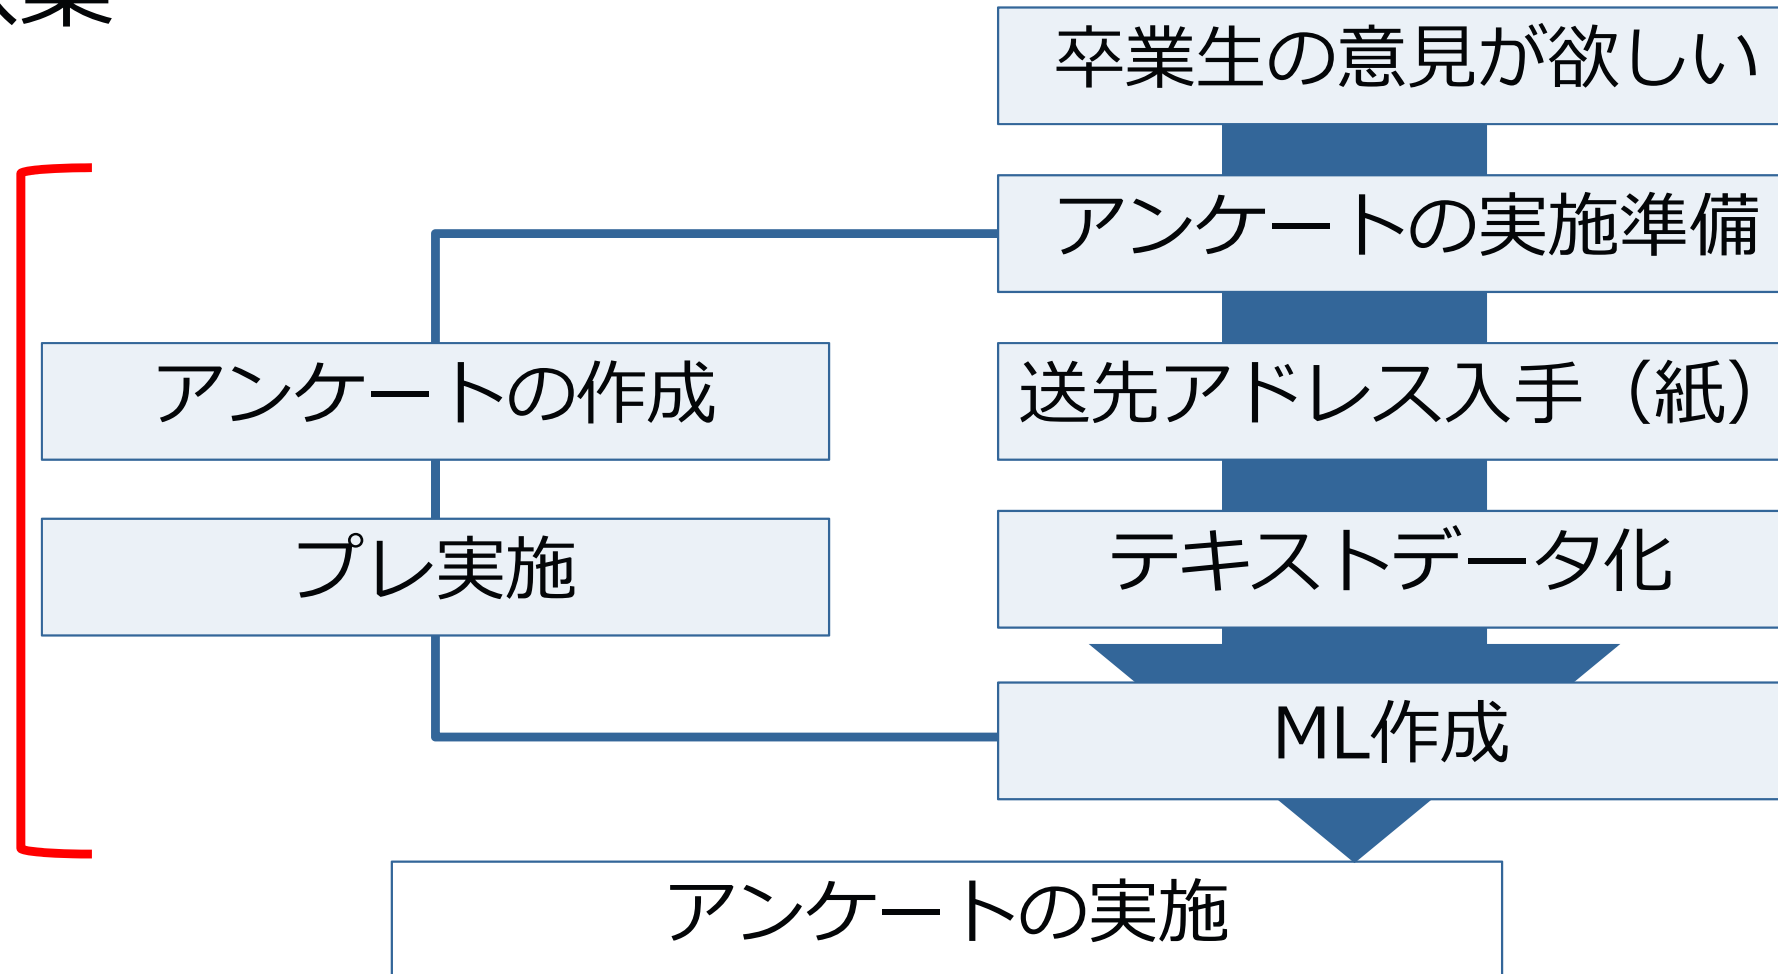 業
卒業生の意見が欲しい
アンケートの実施準備
アンケートの作成
送先アドレス入手（紙）
プレ実施
テキストデータ化
ML作成
アンケートの実施